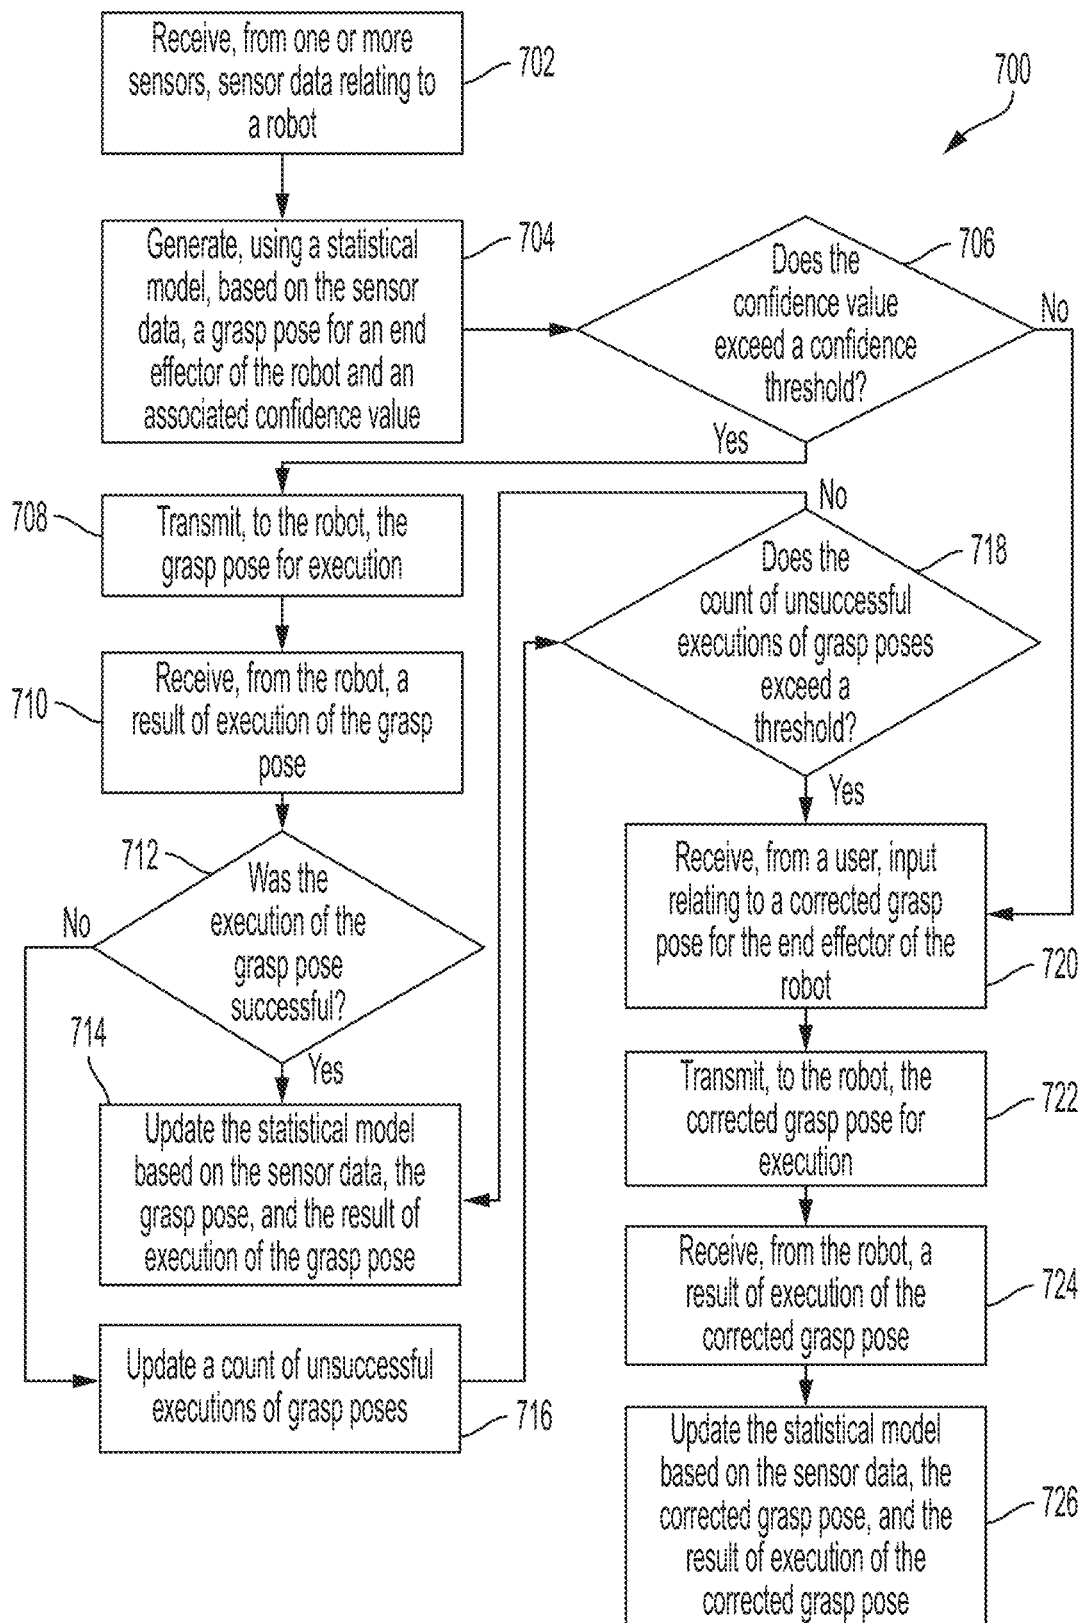 Receive, from one or more
sensors, sensor data relating to
a robot
702
700
Generate, using a statistical
model, based on the sensor
data, a grasp pose for an end
effector of the robot and an
associated confidence value
704
Does the
confidence value
exceed a confidence
threshold?
706
No
Yes
708
Transmit, to the robot, the
grasp pose for execution
No
Does the
count of unsuccessful
executions of grasp poses
exceed a
threshold?
718
710
Receive, from the robot, a
result of execution of the grasp
pose
Yes
712
Was the
execution of the
grasp pose
successful?
No
Yes
Receive, from a user, input
relating to a corrected grasp
pose for the end effector of the
robot
720
714
Update the statistical model
based on the sensor data, the
grasp pose, and the result of
execution of the grasp pose
Transmit, to the robot, the
corrected grasp pose for
execution
722
Receive, from the robot, a
result of execution of the
corrected grasp pose
724
Update a count of unsuccessful
executions of grasp poses
716
Update the statistical model
based on the sensor data, the
corrected grasp pose, and the
result of execution of the
corrected grasp pose
726